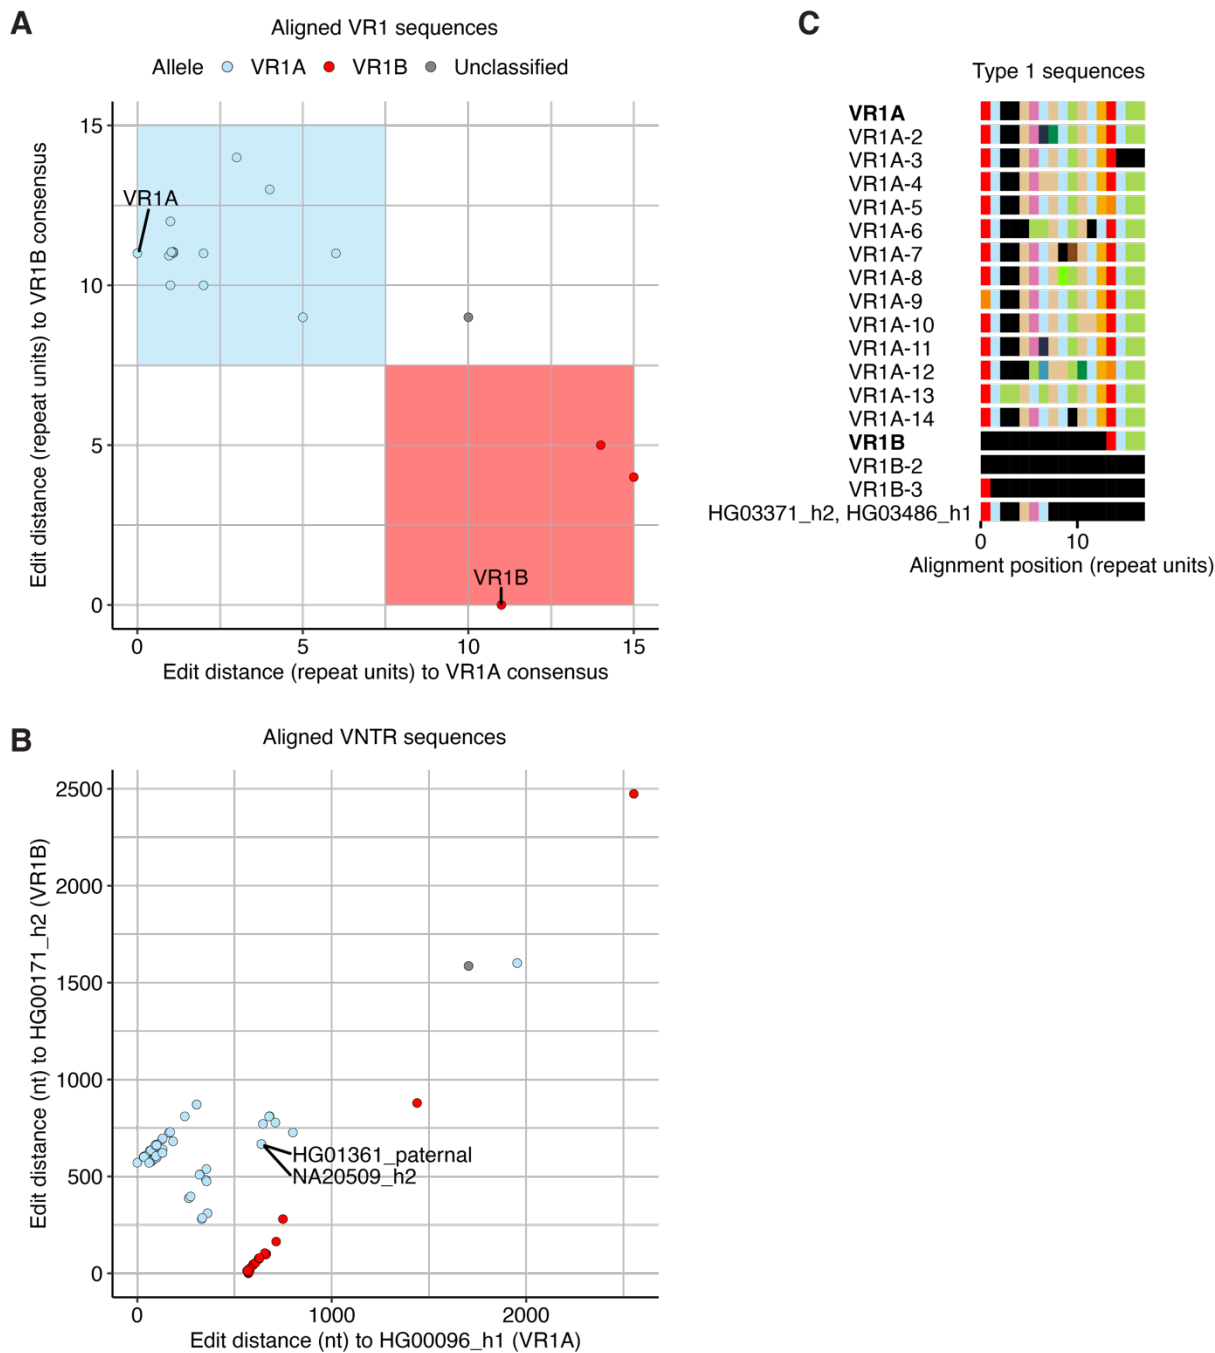 A
Aligned VR1 sequences
Allele VR1A VR1B Unclassified
Edit distance (repeat units) to VR1B consensus
15
10
5
0
VR1A
VR1B
0 5 10 15
Edit distance (repeat units) to VR1A consensus
B
Aligned VNTR sequences
Edit distance (nt) to HG00171_h2 (VR1B)
2500
2000
1500
1000
500
0
HG01361_paternal
NA20509_h2
0 1000 2000
Edit distance (nt) to HG00096_h1 (VR1A)
C
Type 1 sequences
VR1A
VR1A-2
VR1A-3
VR1A-4
VR1A-5
VR1A-6
VR1A-7
VR1A-8
VR1A-9
VR1A-10
VR1A-11
VR1A-12
VR1A-13
VR1A-14
VR1B
VR1B-2
VR1B-3
HG03371_h2, HG03486_h1
0 10
Alignment position (repeat units)